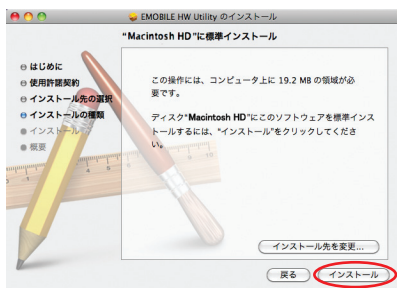 EMOBILE HW Utility のインストール
"Macintosh HD"に標準インストール
はじめに
使用許諾契約
インストール先の選択
インストールの種類
インストール
概要
この操作には、コンピュータ上に 19.2 MB の領域が必
要です。
ディスク"Macintosh HD"にこのソフトウェアを標準インス
トールするには、"インストール"をクリックしてくださ
い。
インストール先を変更...
戻る
インストール